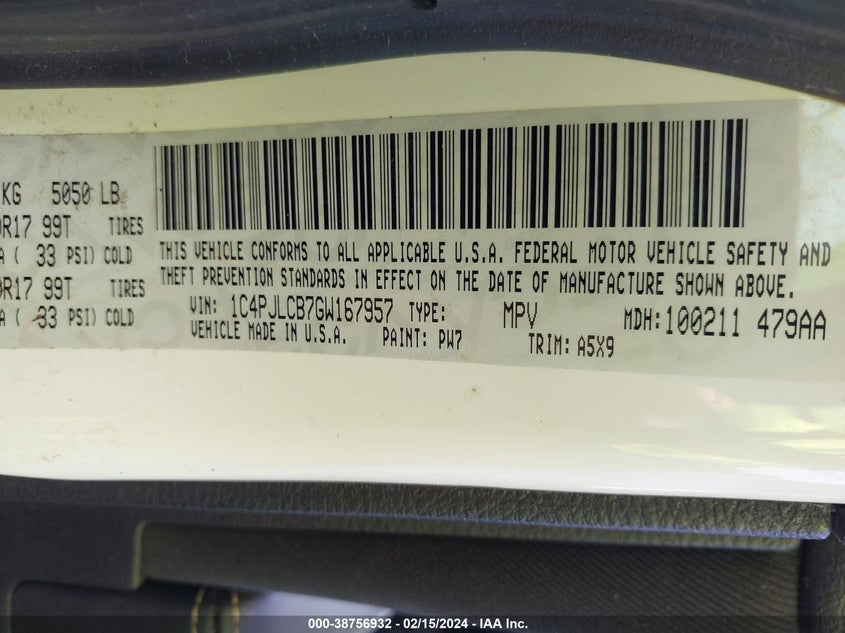 KG 5050 LB
R17 99T TIRES
A ( 33 PSI) COLD
R17 99T TIRES
A ( 33 PSI) COLD
THIS VEHICLE CONFORMS TO ALL APPLICABLE U.S.A. FEDERAL MOTOR VEHICLE SAFETY AND
THEFT PREVENTION STANDARDS IN EFFECT ON THE DATE OF MANUFACTURE SHOWN ABOVE.
VIN: 1C4PJLCB7GW167957 TYPE: MPV MDH: 100211 479AA
VEHICLE MADE IN U.S.A. PAINT: PW7 TRIM: A5X9
000-38756932 - 02/15/2024 - IAA Inc.